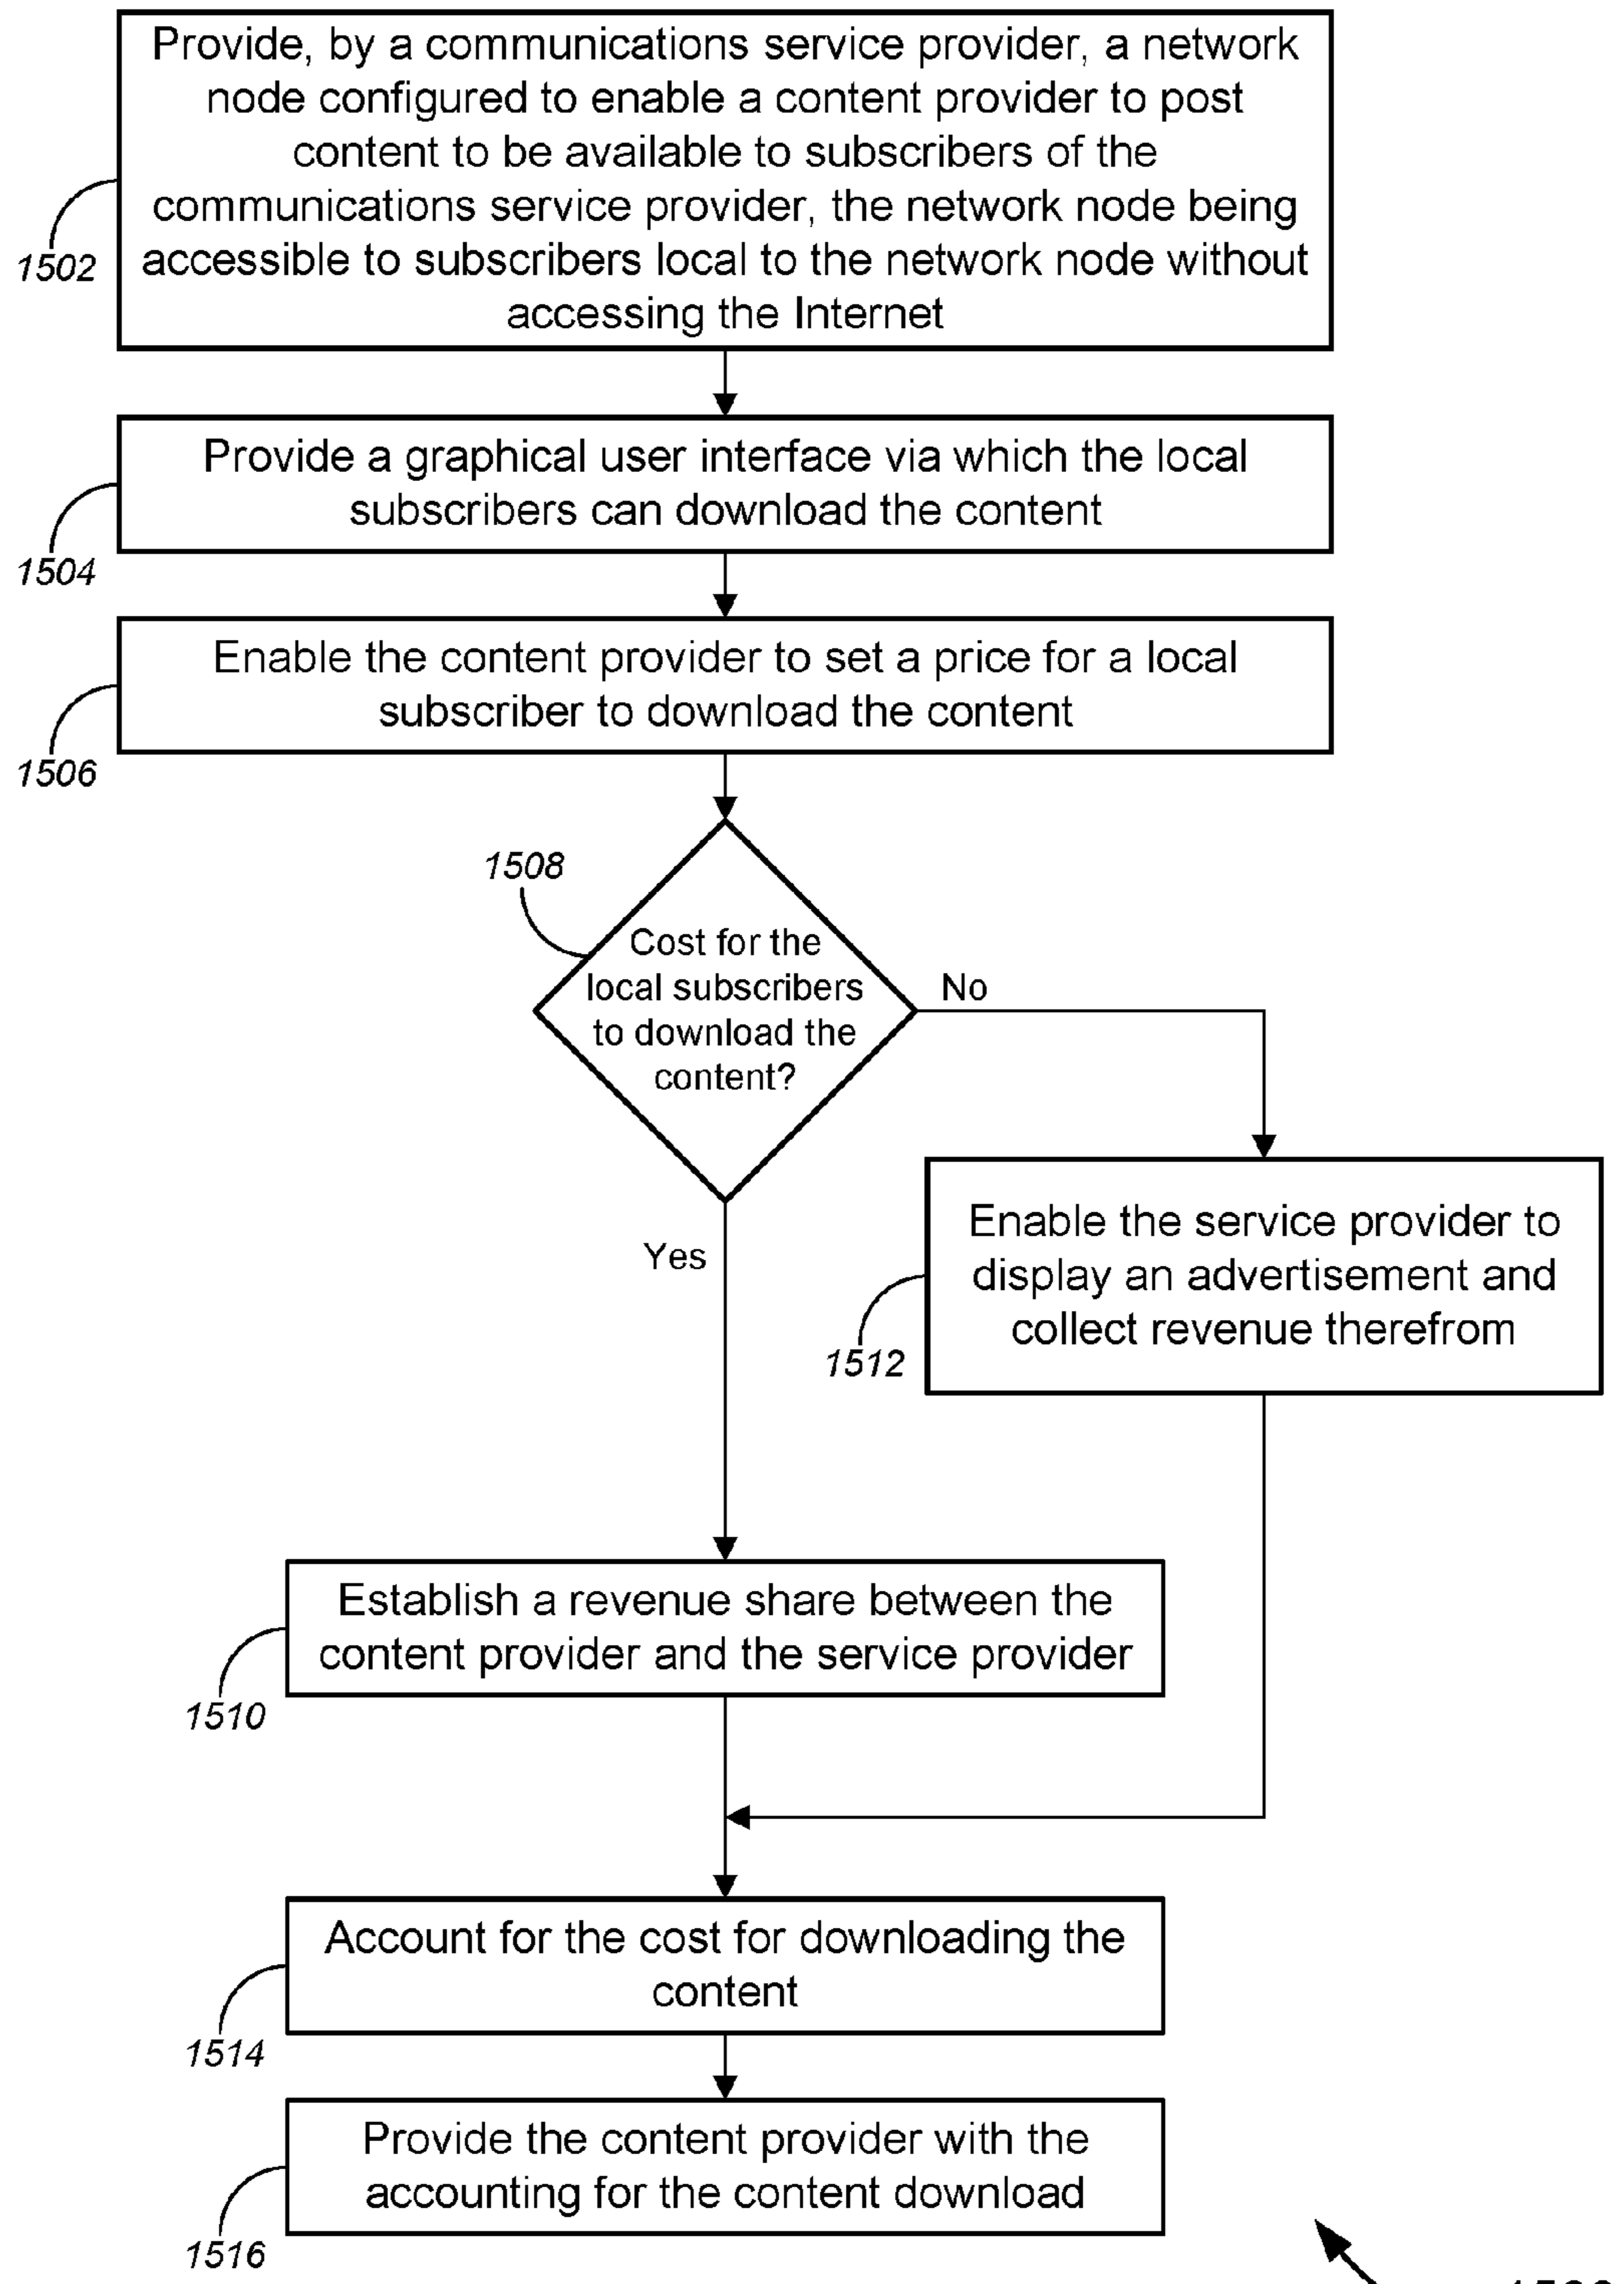 Provide, by a communications service provider, a network
node configured to enable a content provider to post
content to be available to subscribers of the
communications service provider, the network node being
accessible to subscribers local to the network node without
accessing the Internet
1502
Provide a graphical user interface via which the local
subscribers can download the content
1504
Enable the content provider to set a price for a local
subscriber to download the content
1506
1508
Cost for the
local subscribers
to download the
content?
No
Yes
Enable the service provider to
display an advertisement and
collect revenue therefrom
1512
Establish a revenue share between the
content provider and the service provider
1510
Account for the cost for downloading the
content
1514
Provide the content provider with the
accounting for the content download
1516